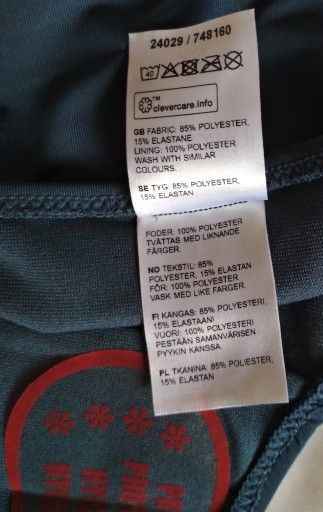 24029 / 748160
40
™
clevercare.info
GB FABRIC: 85% POLYESTER,
15% ELASTANE
LINING: 100% POLYESTER
WASH WITH SIMILAR
COLOURS.
SE TYG: 85% POLYESTER,
15% ELASTAN
FODER: 100% POLYESTER
TVÄTTAS MED LIKNANDE
FÄRGER.
NO TEKSTIL: 85%
POLYESTER, 15% ELASTAN
FÔR: 100% POLYESTER
VASK MED LIKE FARGER.
FI KANGAS: 85% POLYESTERI,
15% ELASTAANI
VUORI: 100% POLYESTERI
PESTÄÄN SAMANVÄRISEN
PYYKIN KANSSA.
PL TKANINA: 85% POLIESTER,
15% ELASTAN